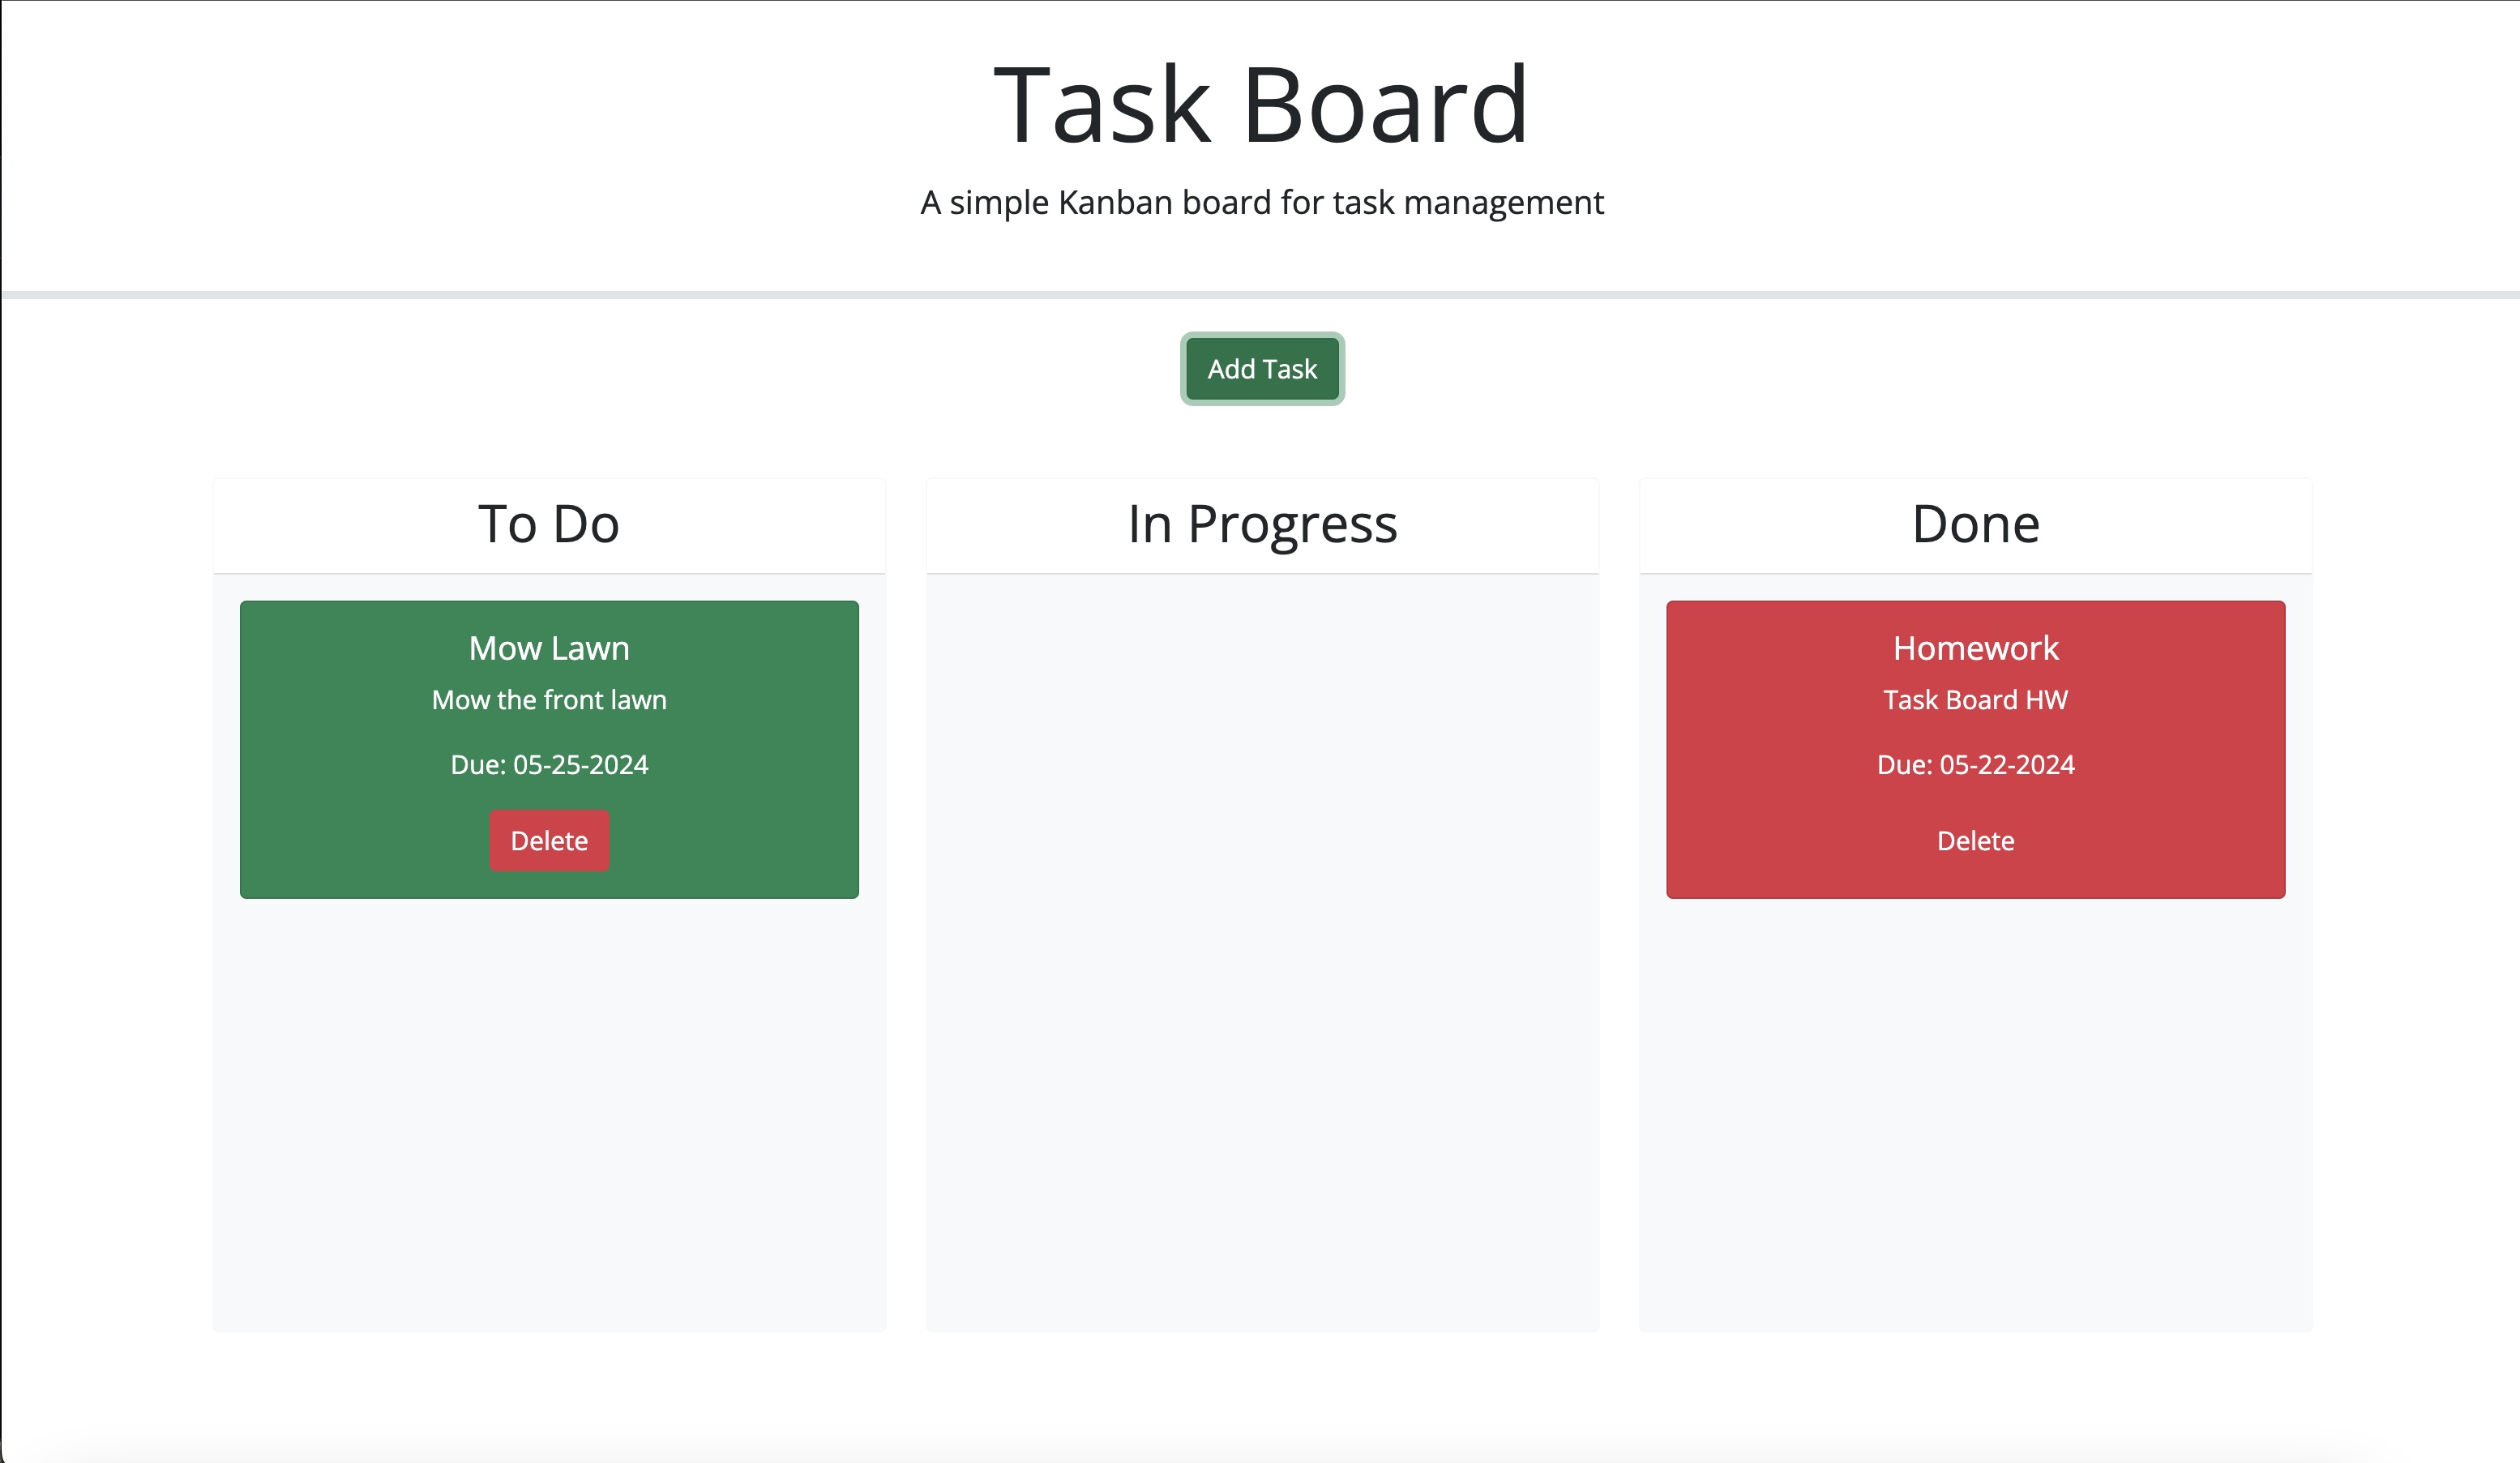 Task Board
A simple Kanban board for task management
Add Task
To Do
Mow Lawn
Mow the front lawn
Due: 05-25-2024
Delete
In Progress
Done
Homework
Task Board HW
Due: 05-22-2024
Delete